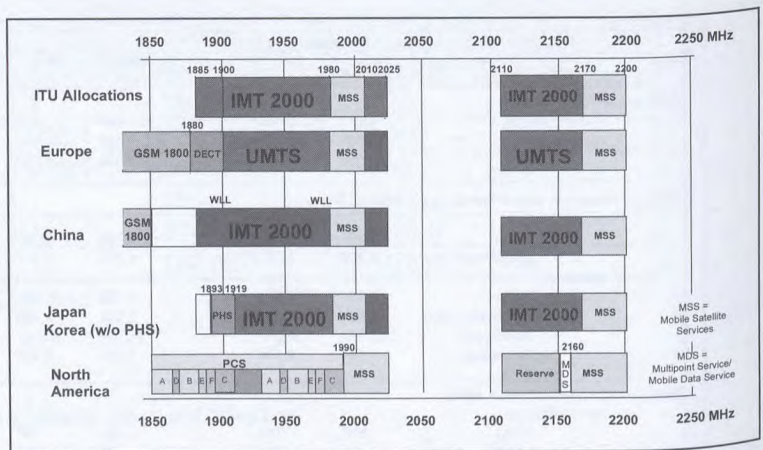 1850 1900 1950 2000 2050 2100 2150 2200 2250 MHz
1885 1900 1980 2010 2025 2110 2170 2200
ITU Allocations IMT 2000 MSS IMT 2000 MSS
1880
Europe GSM 1800 DECT UMTS MSS UMTS MSS
WLL WLL
China GSM 1800 IMT 2000 MSS IMT 2000 MSS
1893 1919
Japan PHS IMT 2000 MSS IMT 2000 MSS
Korea (w/o PHS)
MSS =
Mobile Satellite
Services
PCS 1990 2160
North America A D B E F C A D B E F C MSS Reserve MDS MSS
MDS =
Multipoint Service/
Mobile Data Service
1850 1900 1950 2000 2050 2100 2150 2200 2250 MHz